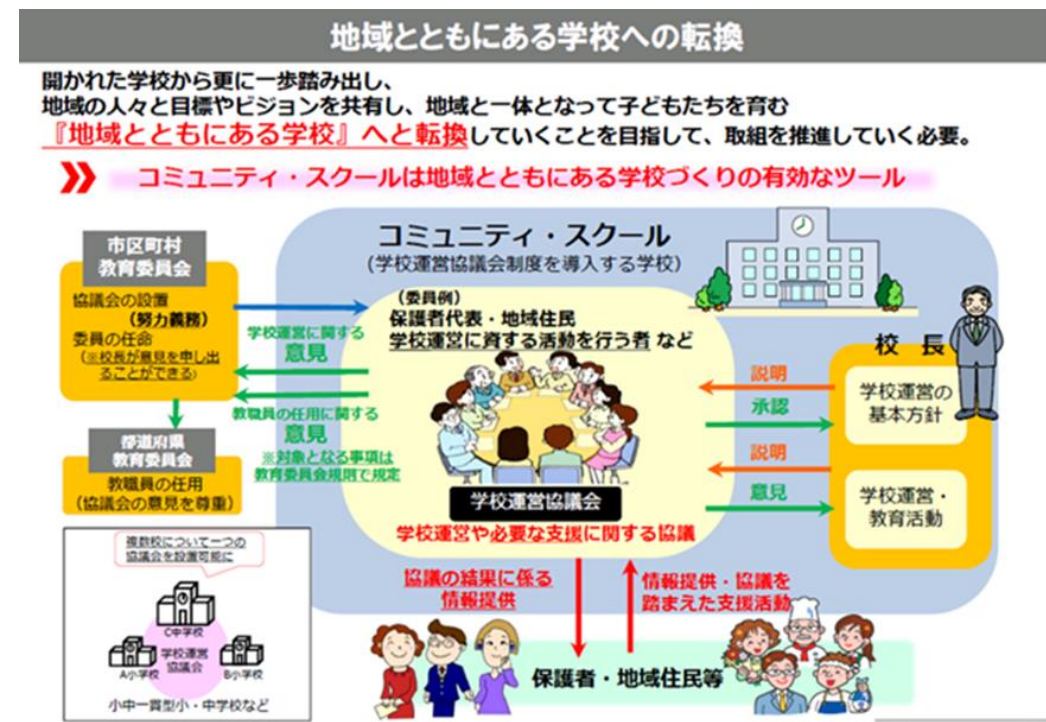 地域とともにある学校への転換
開かれた学校から更に一歩踏み出し、
地域の人々と目標やビジョンを共有し、地域と一体となって子どもたちを育む
『地域とともにある学校』へと転換していくことを目指して、取組を推進していく必要。
コミュニティ・スクールは地域とともにある学校づくりの有効なツール
市区町村
教育委員会
協議会の設置
(努力義務)
委員の任命
(※校長が意見を申し出
ることができる)
都道府県
教育委員会
教職員の任用
(協議会の意見を尊重)
学校運営に関する
意見
教職員の任用に関する
意見
※対象となる事項は
教育委員会規則で規定
コミュニティ・スクール
(学校運営協議会制度を導入する学校)
(委員例)
保護者代表・地域住民
学校運営に資する活動を行う者 など
学校運営協議会
学校運営や必要な支援に関する協議
説明
承認
説明
意見
校 長
学校運営の
基本方針
学校運営・
教育活動
協議の結果に係る
情報提供
情報提供・協議を
踏まえた支援活動
保護者・地域住民等
複数校について一つの
協議会を設置可能に
C中学校
学校運営
協議会
A小学校
B小学校
小中一貫型小・中学校など